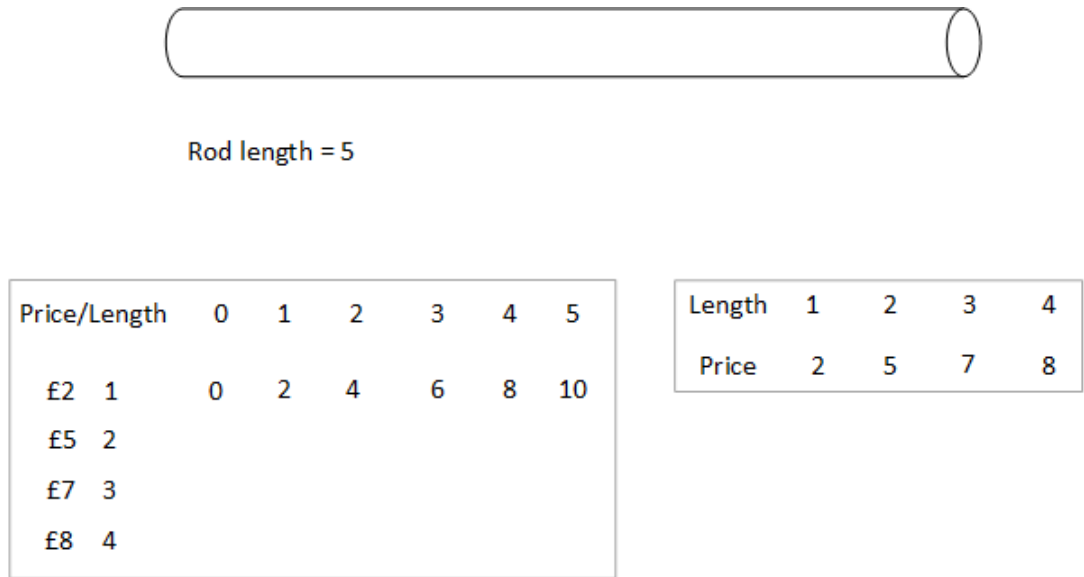 Rod length = 5
Price/Length 0 1 2 3 4 5
£2 1 0 2 4 6 8 10
£5 2
£7 3
£8 4
Length 1 2 3 4
Price 2 5 7 8